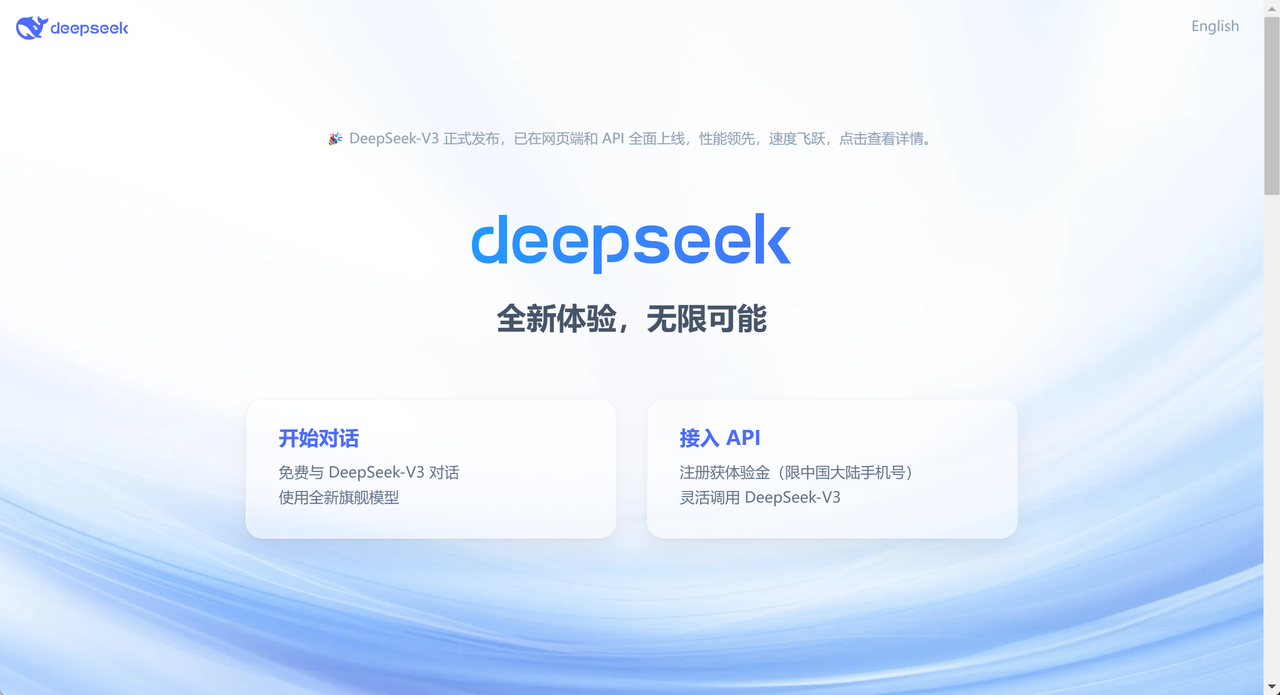 deepseek
English
🎉 DeepSeek-V3 正式发布，已在网页端和 API 全面上线，性能领先，速度飞跃，点击查看详情。
deepseek
全新体验，无限可能
开始对话
免费与 DeepSeek-V3 对话
使用全新旗舰模型
接入 API
注册获体验金（限中国大陆手机号）
灵活调用 DeepSeek-V3